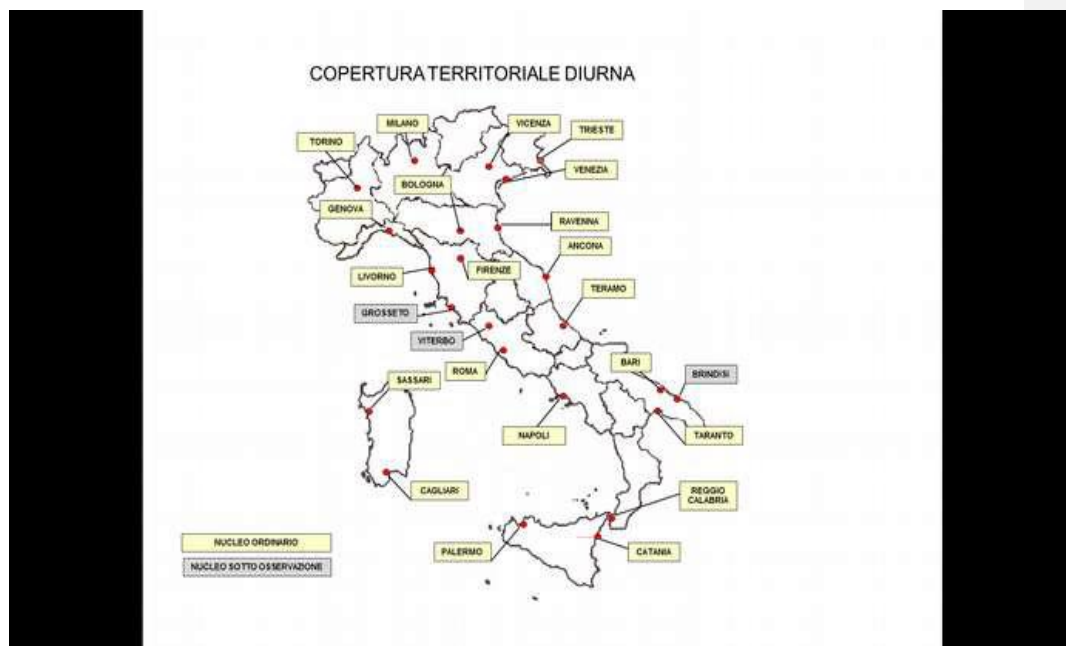 COPERTURA TERRITORIALE DIURNA
MILANO
VICENZA
TRIESTE
TORINO
VENEZIA
BOLOGNA
GENOVA
RAVENNA
ANCONA
FIRENZE
LIVORNO
TERAMO
GROSSETO
VITERBO
BARI
ROMA
BRINDISI
SASSARI
NAPOLI
TARANTO
CAGLIARI
REGGIO
CALABRIA
NUCLEO ORDINARIO
PALERMO
CATANIA
NUCLEO SOTTO OSSERVAZIONE